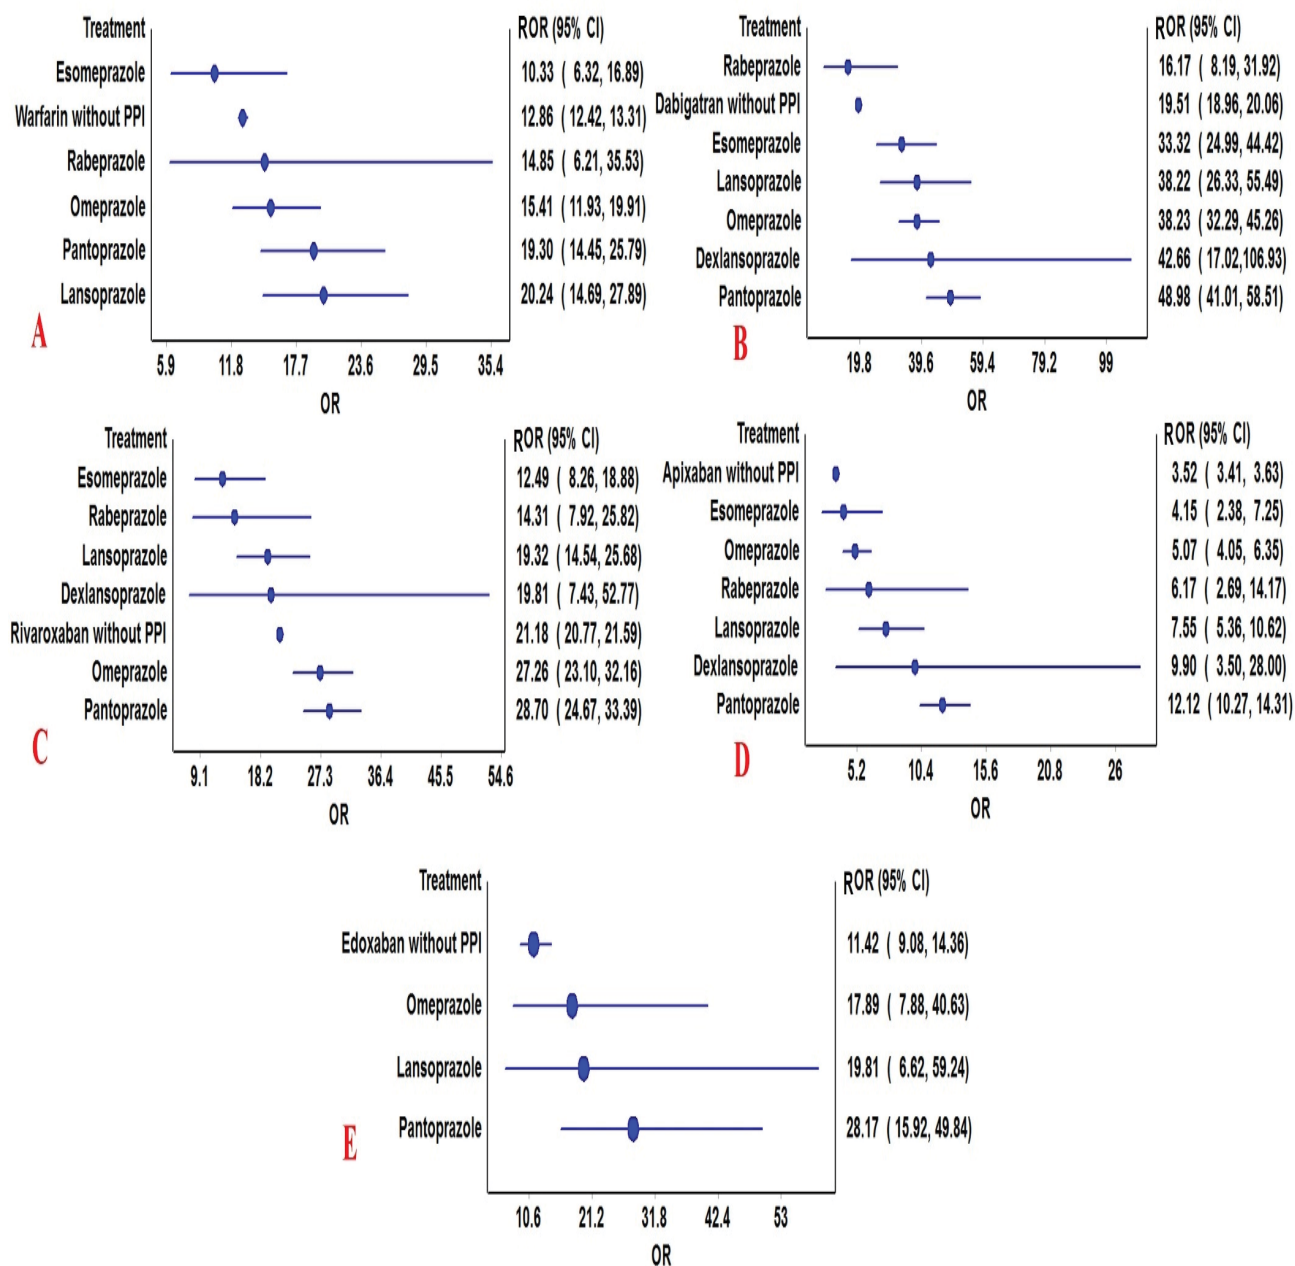 Treatment ROR (95% CI)
Esomeprazole 10.33 ( 6.32, 16.89)
Warfarin without PPI 12.86 ( 12.42, 13.31)
Rabeprazole 14.85 ( 6.21, 35.53)
Omeprazole 15.41 ( 11.93, 19.91)
Pantoprazole 19.30 ( 14.45, 25.79)
Lansoprazole 20.24 ( 14.69, 27.89)
A
5.9 11.8 17.7 23.6 29.5 35.4
OR
Treatment ROR (95% CI)
Rabeprazole 16.17 ( 8.19, 31.92)
Dabigatran without PPI 19.51 ( 18.96, 20.06)
Esomeprazole 33.32 ( 24.99, 44.42)
Lansoprazole 38.22 ( 26.33, 55.49)
Omeprazole 38.23 ( 32.29, 45.26)
Dexlansoprazole 42.66 ( 17.02,106.93)
Pantoprazole 48.98 ( 41.01, 58.51)
B
19.8 39.6 59.4 79.2 99
OR
Treatment ROR (95% CI)
Esomeprazole 12.49 ( 8.26, 18.88)
Rabeprazole 14.31 ( 7.92, 25.82)
Lansoprazole 19.32 ( 14.54, 25.68)
Dexlansoprazole 19.81 ( 7.43, 52.77)
Rivaroxaban without PPI 21.18 ( 20.77, 21.59)
Omeprazole 27.26 ( 23.10, 32.16)
Pantoprazole 28.70 ( 24.67, 33.39)
C
9.1 18.2 27.3 36.4 45.5 54.6
OR
Treatment ROR (95% CI)
Apixaban without PPI 3.52 ( 3.41, 3.63)
Esomeprazole 4.15 ( 2.38, 7.25)
Omeprazole 5.07 ( 4.05, 6.35)
Rabeprazole 6.17 ( 2.69, 14.17)
Lansoprazole 7.55 ( 5.36, 10.62)
Dexlansoprazole 9.90 ( 3.50, 28.00)
Pantoprazole 12.12 ( 10.27, 14.31)
D
5.2 10.4 15.6 20.8 26
OR
Treatment ROR (95% CI)
Edoxaban without PPI 11.42 ( 9.08, 14.36)
Omeprazole 17.89 ( 7.88, 40.63)
Lansoprazole 19.81 ( 6.62, 59.24)
Pantoprazole 28.17 ( 15.92, 49.84)
E
10.6 21.2 31.8 42.4 53
OR